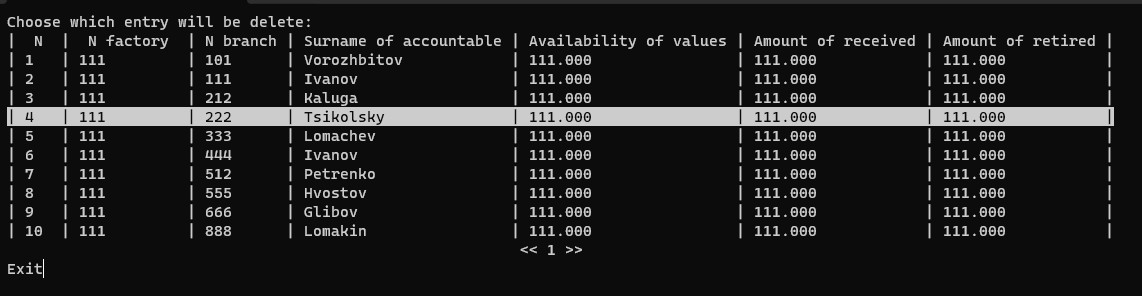 Choose which entry will be delete:
| N | N factory | N branch | Surname of accountable | Availability of values | Amount of received | Amount of retired |
| 1 | 111 | 101 | Vorozhbitov | 111.000 | 111.000 | 111.000 |
| 2 | 111 | 111 | Ivanov | 111.000 | 111.000 | 111.000 |
| 3 | 111 | 212 | Kaluga | 111.000 | 111.000 | 111.000 |
| 4 | 111 | 222 | Tsikolsky | 111.000 | 111.000 | 111.000 |
| 5 | 111 | 333 | Lomachev | 111.000 | 111.000 | 111.000 |
| 6 | 111 | 444 | Ivanov | 111.000 | 111.000 | 111.000 |
| 7 | 111 | 512 | Petrenko | 111.000 | 111.000 | 111.000 |
| 8 | 111 | 555 | Hvostov | 111.000 | 111.000 | 111.000 |
| 9 | 111 | 666 | Glibov | 111.000 | 111.000 | 111.000 |
| 10 | 111 | 888 | Lomakin | 111.000 | 111.000 | 111.000 |
<< 1 >>
Exit